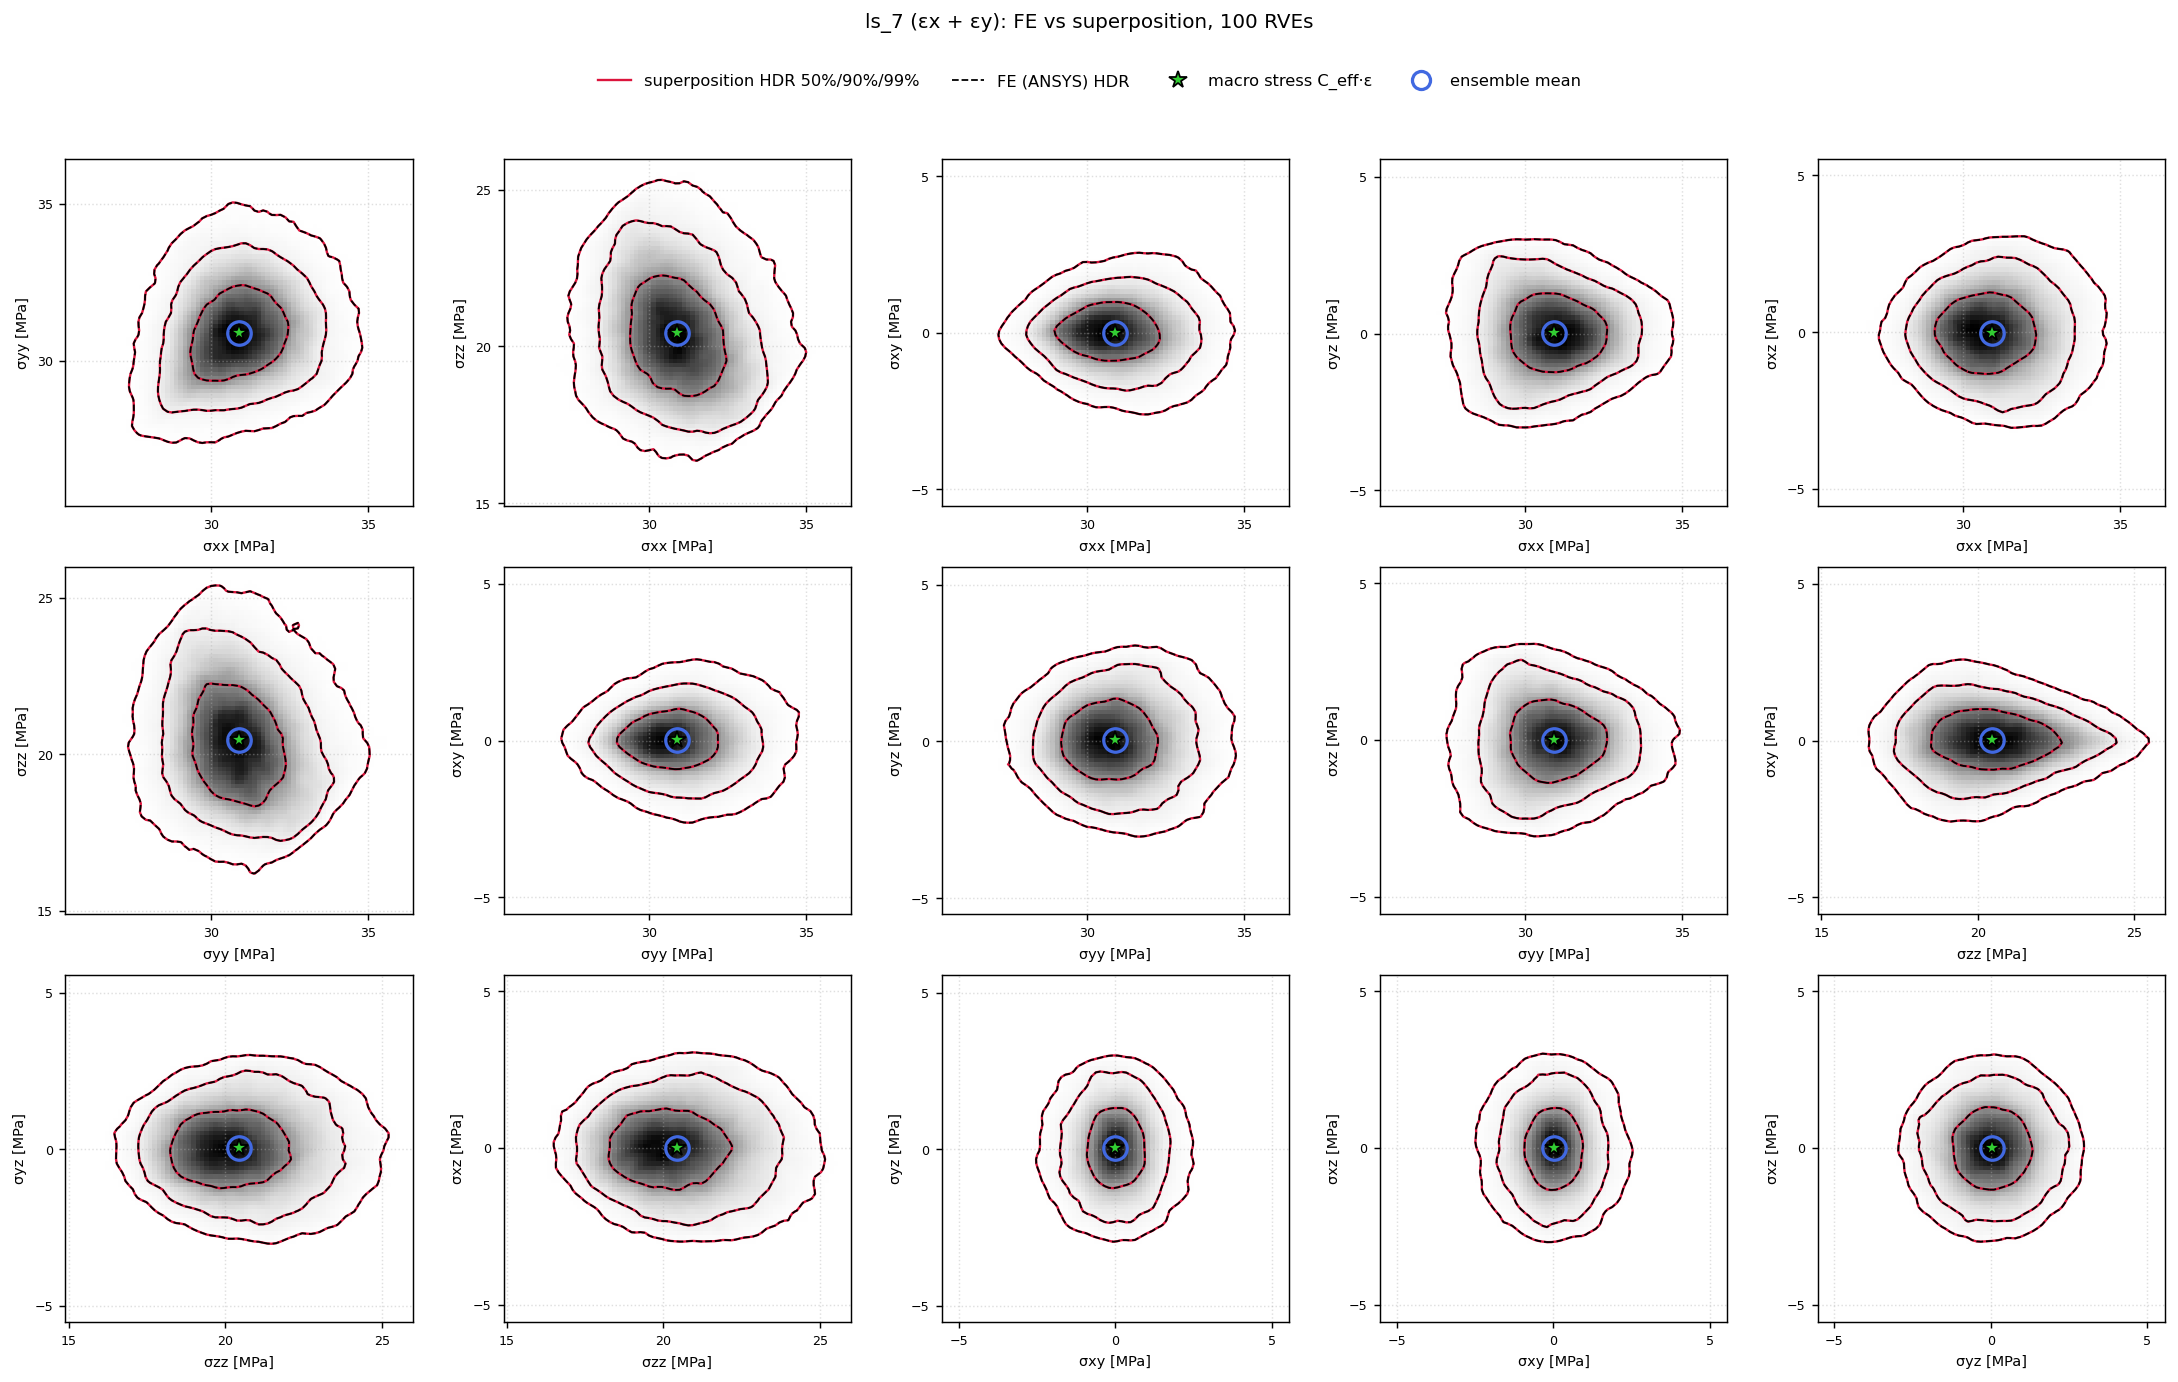 ls_7 (εx + εy): FE vs superposition, 100 RVEs
superposition HDR 50%/90%/99% FE (ANSYS) HDR macro stress C_eff·ε ensemble mean
σyy [MPa]
35
30
30 35
σxx [MPa]
σzz [MPa]
25
20
15
30 35
σxx [MPa]
σxy [MPa]
5
0
−5
30 35
σxx [MPa]
σyz [MPa]
5
0
−5
30 35
σxx [MPa]
σxz [MPa]
5
0
−5
30 35
σxx [MPa]
σzz [MPa]
25
20
15
30 35
σyy [MPa]
σxy [MPa]
5
0
−5
30 35
σyy [MPa]
σyz [MPa]
5
0
−5
30 35
σyy [MPa]
σxz [MPa]
5
0
−5
30 35
σyy [MPa]
σxy [MPa]
5
0
−5
15 20 25
σzz [MPa]
σyz [MPa]
5
0
−5
15 20 25
σzz [MPa]
σxz [MPa]
5
0
−5
15 20 25
σzz [MPa]
σyz [MPa]
5
0
−5
−5 0 5
σxy [MPa]
σxz [MPa]
5
0
−5
−5 0 5
σxy [MPa]
σxz [MPa]
5
0
−5
−5 0 5
σyz [MPa]